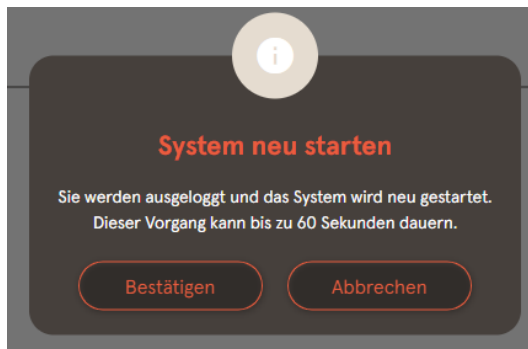 System neu starten
Sie werden ausgeloggt und das System wird neu gestartet.
Dieser Vorgang kann bis zu 60 Sekunden dauern.
Bestätigen
Abbrechen